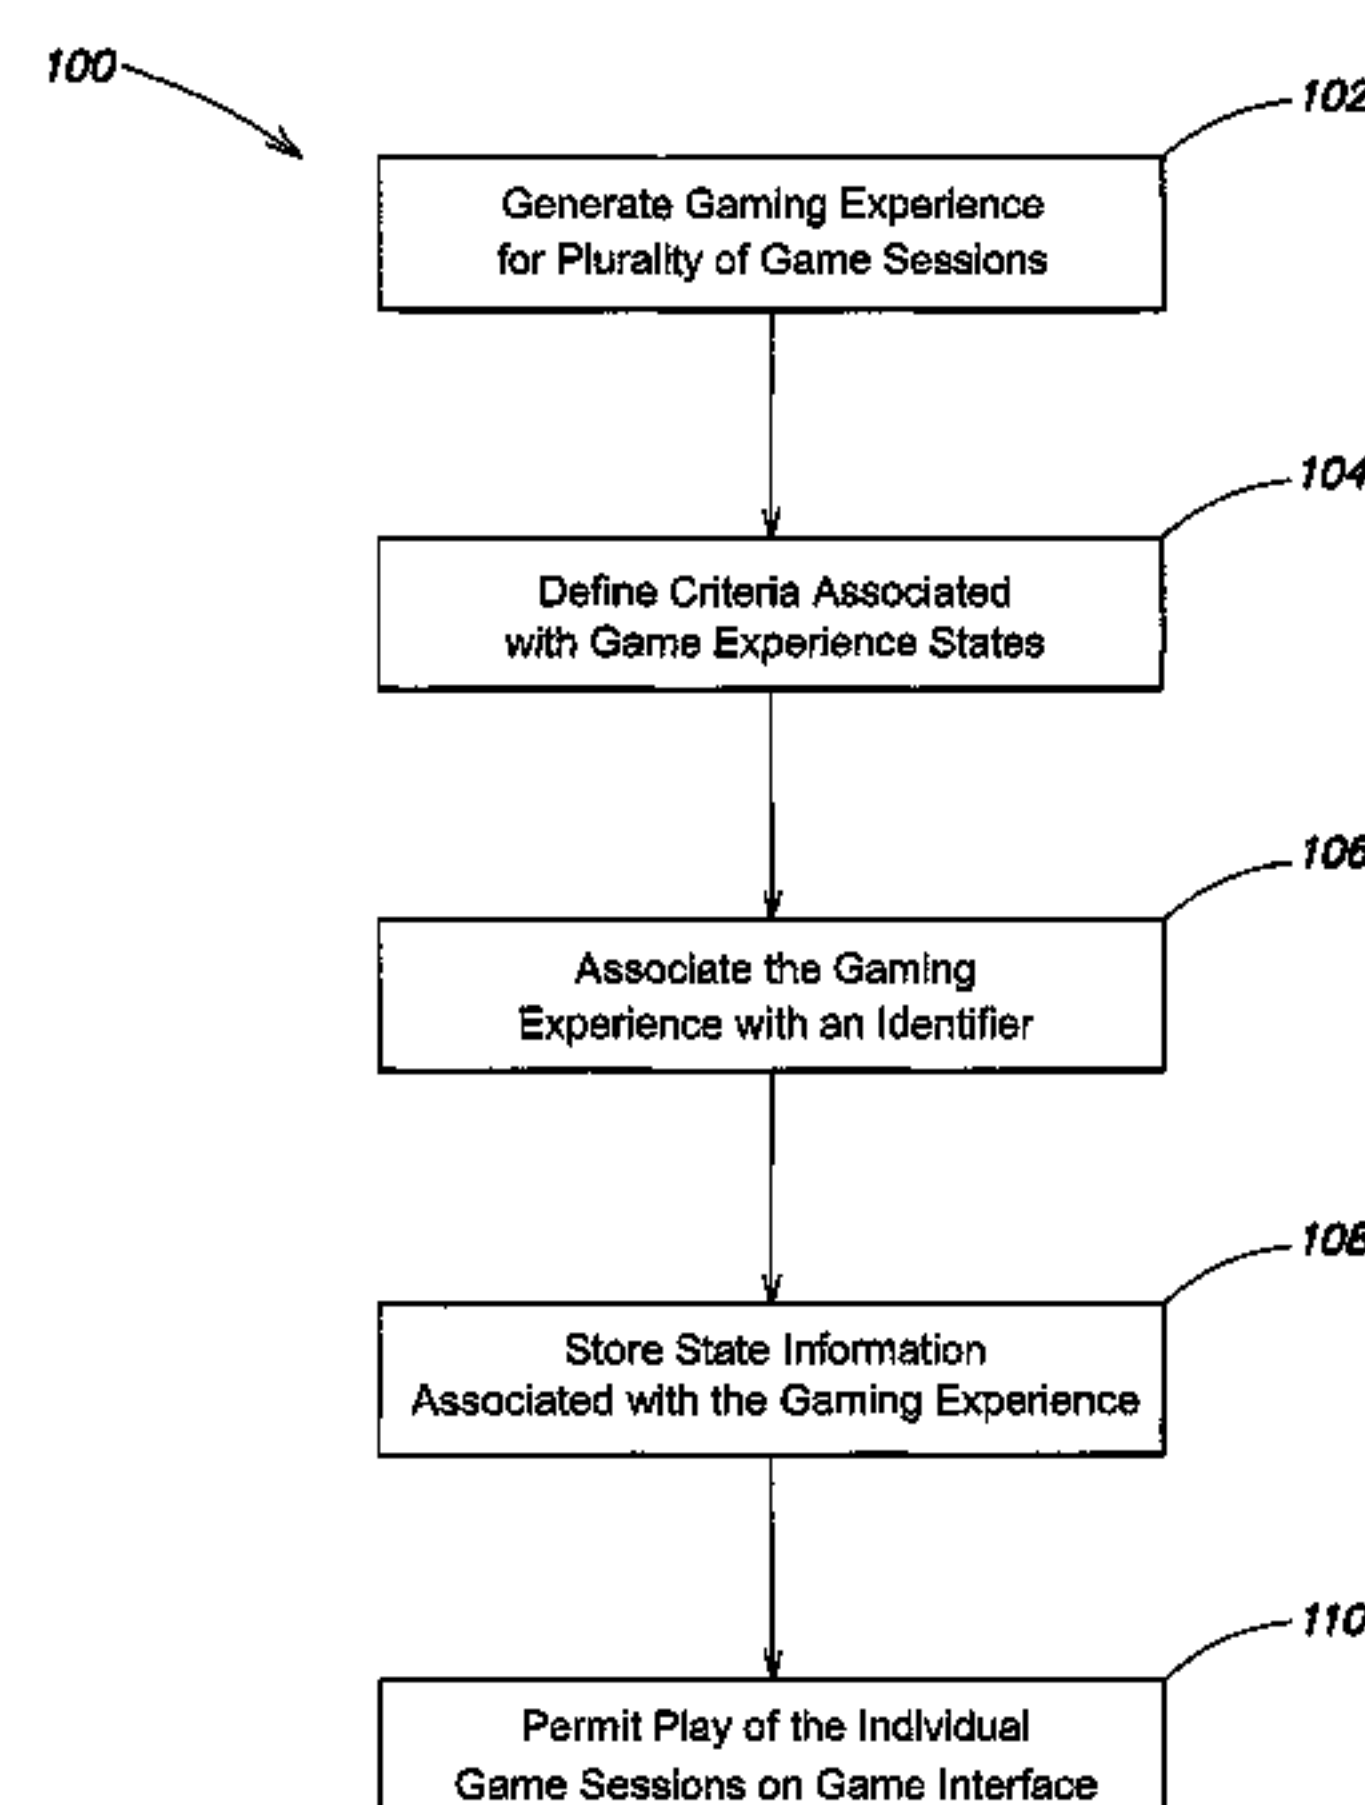 100
102
Generate Gaming Experience
for Plurality of Game Sessions
104
Define Criteria Associated
with Game Experience States
106
Associate the Gaming
Experience with an Identifier
108
Store State Information
Associated with the Gaming Experience
110
Permit Play of the Individual
Game Sessions on Game Interface